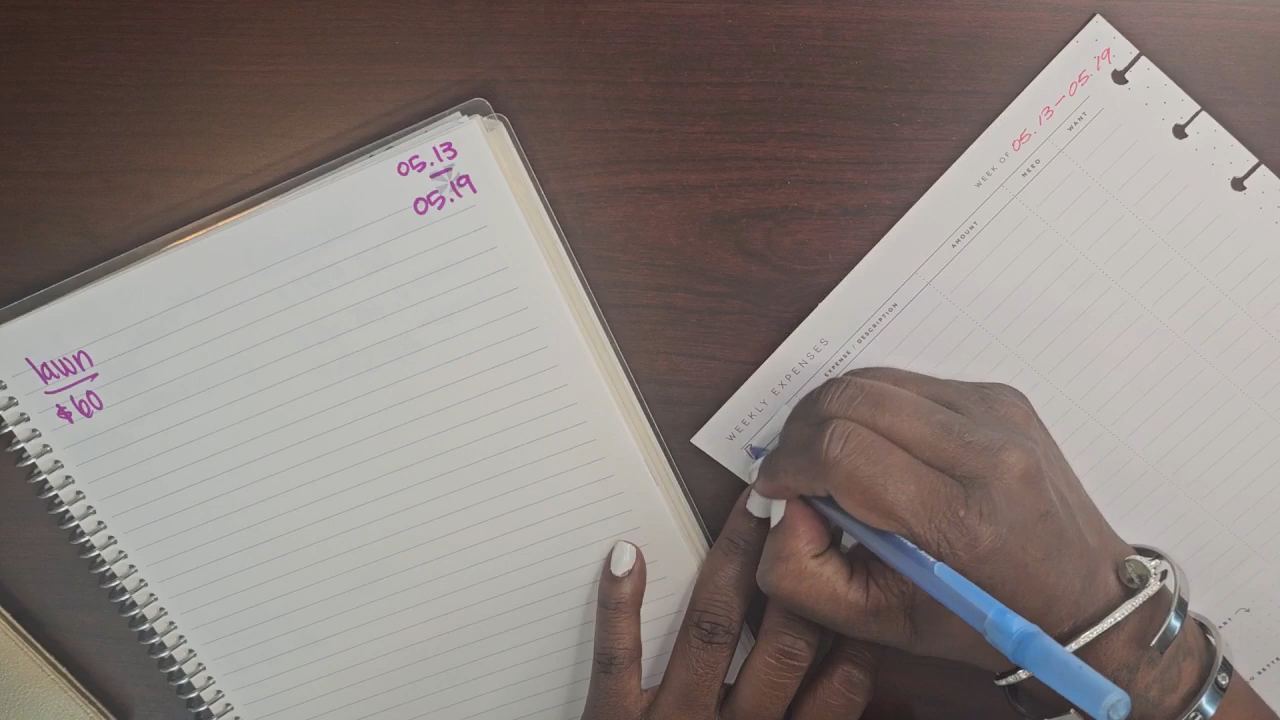 05.13
—
05.19
lawn
$60
WEEKLY EXPENSES
WEEK OF 05.13 – 05.19.
EXPENSE / DESCRIPTION AMOUNT NEED WANT